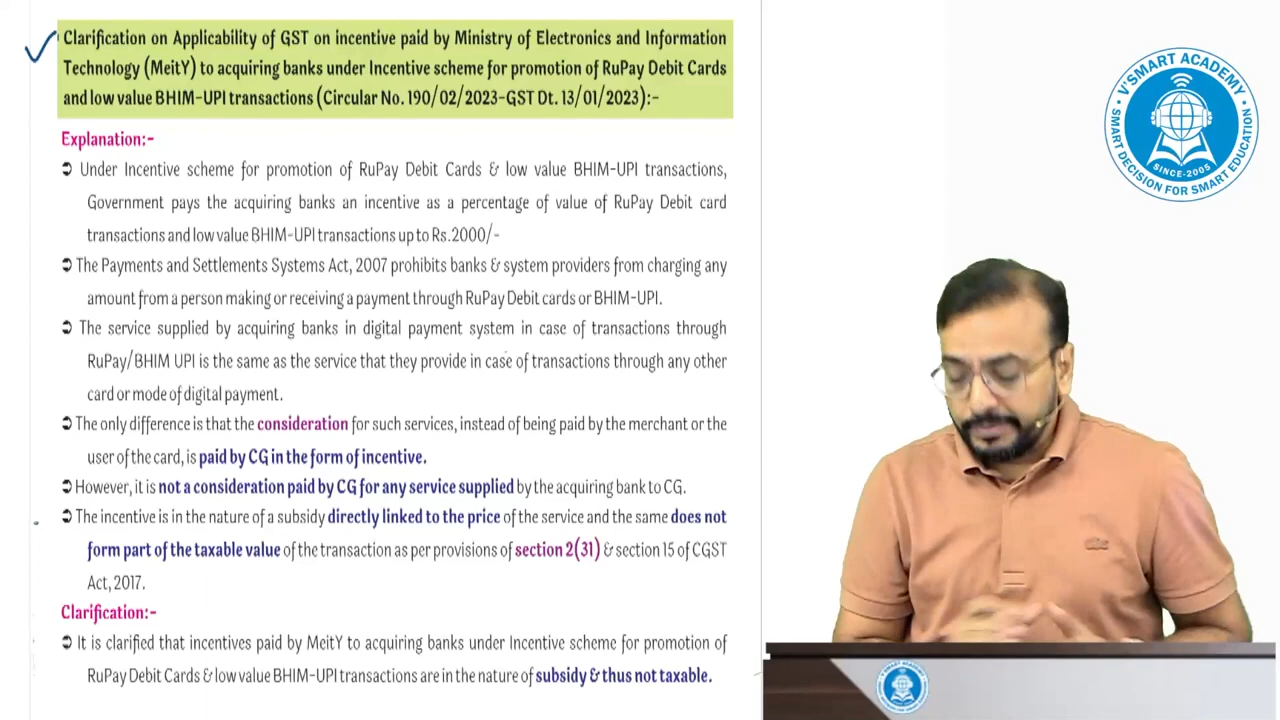 Clarification on Applicability of GST on incentive paid by Ministry of Electronics and Information
Technology (MeitY) to acquiring banks under Incentive scheme for promotion of RuPay Debit Cards
and low value BHIM-UPI transactions (Circular No. 190/02/2023-GST Dt. 13/01/2023):-
Explanation:-
➲ Under Incentive scheme for promotion of RuPay Debit Cards & low value BHIM-UPI transactions,
Government pays the acquiring banks an incentive as a percentage of value of RuPay Debit card
transactions and low value BHIM-UPI transactions up to Rs.2000/-
➲ The Payments and Settlements Systems Act, 2007 prohibits banks & system providers from charging any
amount from a person making or receiving a payment through RuPay Debit cards or BHIM-UPI.
➲ The service supplied by acquiring banks in digital payment system in case of transactions through
RuPay/BHIM UPI is the same as the service that they provide in case of transactions through any other
card or mode of digital payment.
➲ The only difference is that the consideration for such services, instead of being paid by the merchant or the
user of the card, is paid by CG in the form of incentive.
➲ However, it is not a consideration paid by CG for any service supplied by the acquiring bank to CG.
➲ The incentive is in the nature of a subsidy directly linked to the price of the service and the same does not
form part of the taxable value of the transaction as per provisions of section 2(31) & section 15 of CGST
Act, 2017.
Clarification:-
➲ It is clarified that incentives paid by MeitY to acquiring banks under Incentive scheme for promotion of
RuPay Debit Cards & low value BHIM-UPI transactions are in the nature of subsidy & thus not taxable.
V'SMART ACADEMY
SINCE-2005
SMART DECISION FOR SMART EDUCATION